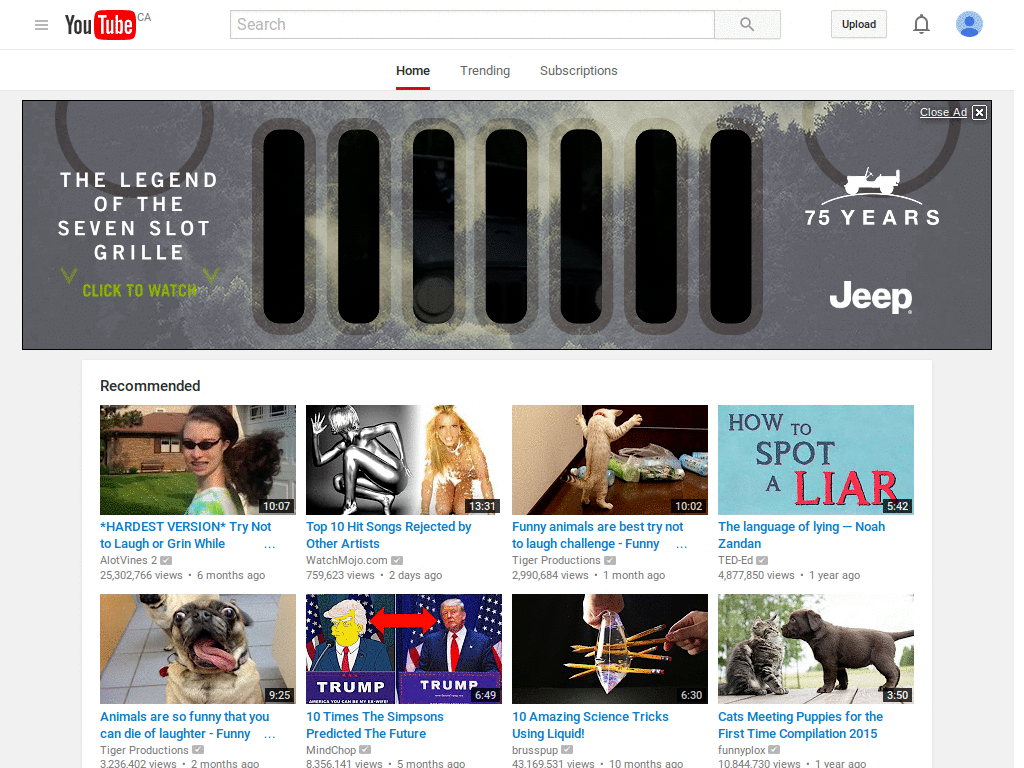 YouTube CA
Search
Upload
Home
Trending
Subscriptions
Close Ad
THE LEGEND
OF THE
SEVEN SLOT
GRILLE
CLICK TO WATCH
75 YEARS
Jeep
Recommended
10:07
13:31
10:02
HOW TO
SPOT
A LIAR
5:42
*HARDEST VERSION* Try Not
to Laugh or Grin While ...
AlotVines 2
25,302,766 views • 6 months ago
Top 10 Hit Songs Rejected by
Other Artists
WatchMojo.com
759,623 views • 2 days ago
Funny animals are best try not
to laugh challenge - Funny ...
Tiger Productions
2,990,684 views • 1 month ago
The language of lying — Noah
Zandan
TED-Ed
4,877,850 views • 1 year ago
9:25
TRUMP
AMERICA YOU CAN BE MY EX-WIFE!
TRUMP
6:49
6:30
3:50
Animals are so funny that you
can die of laughter - Funny ...
Tiger Productions
3,236,402 views • 2 months ago
10 Times The Simpsons
Predicted The Future
MindChop
8,356,141 views • 5 months ago
10 Amazing Science Tricks
Using Liquid!
brusspup
43,169,531 views • 10 months ago
Cats Meeting Puppies for the
First Time Compilation 2015
funnyplox
10,844,730 views • 1 year ago